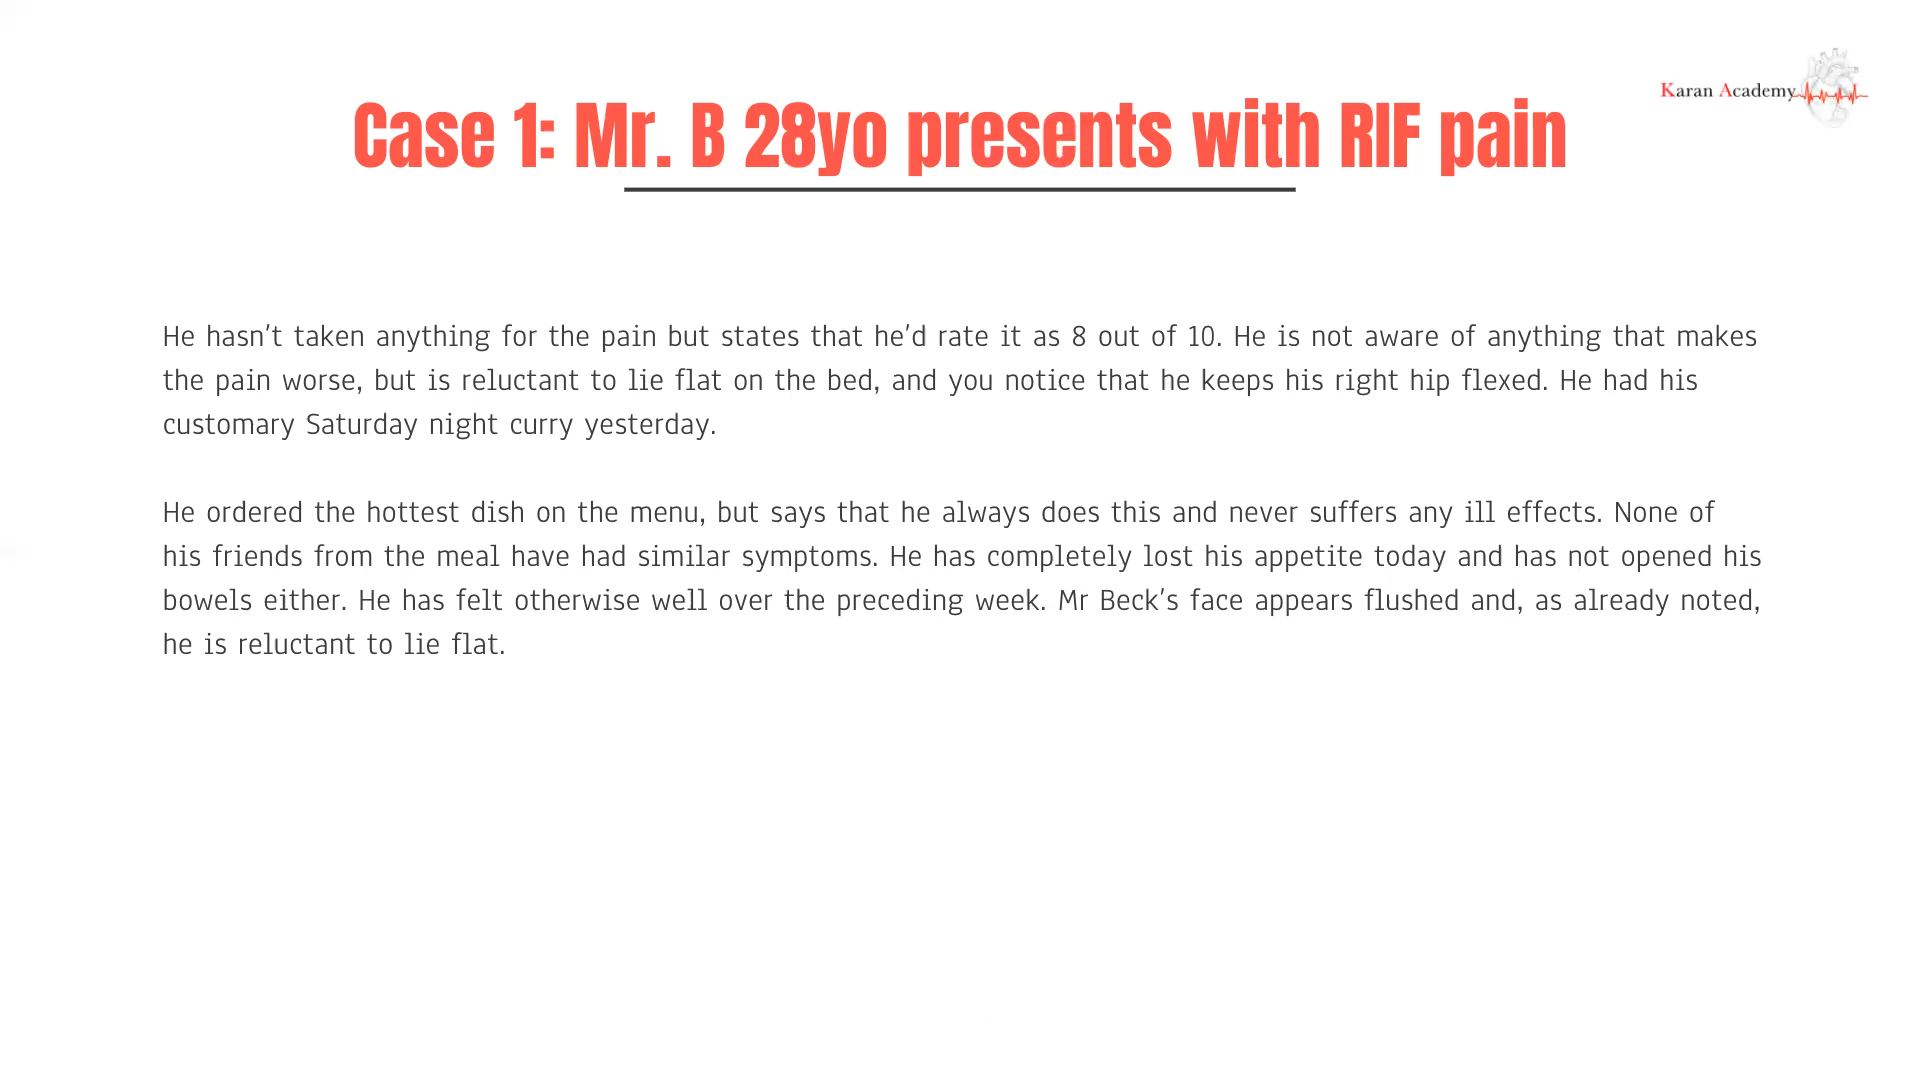 Karan Academy
Case 1: Mr. B 28yo presents with RIF pain
He hasn't taken anything for the pain but states that he'd rate it as 8 out of 10. He is not aware of anything that makes
the pain worse, but is reluctant to lie flat on the bed, and you notice that he keeps his right hip flexed. He had his
customary Saturday night curry yesterday.
He ordered the hottest dish on the menu, but says that he always does this and never suffers any ill effects. None of
his friends from the meal have had similar symptoms. He has completely lost his appetite today and has not opened his
bowels either. He has felt otherwise well over the preceding week. Mr Beck's face appears flushed and, as already noted,
he is reluctant to lie flat.